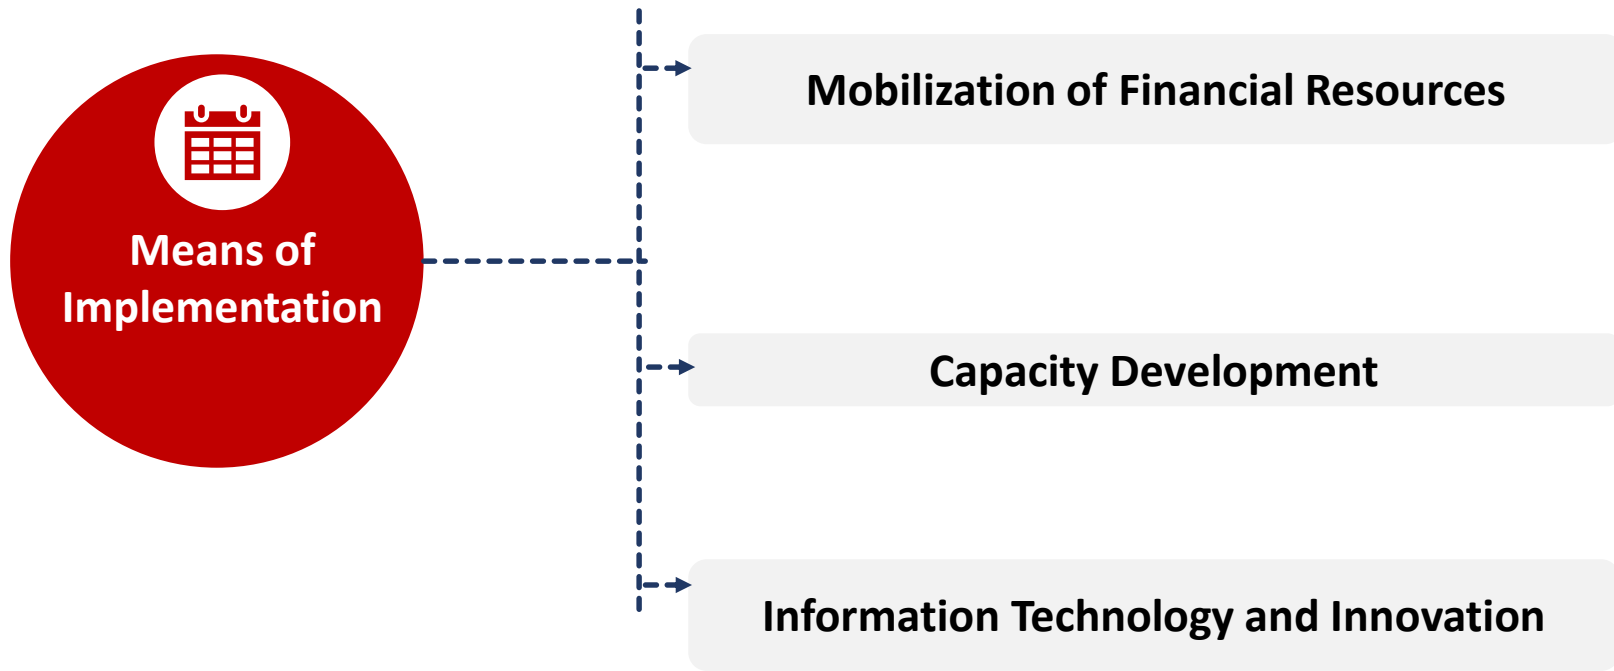 Means of
Implementation
Mobilization of Financial Resources
Capacity Development
Information Technology and Innovation